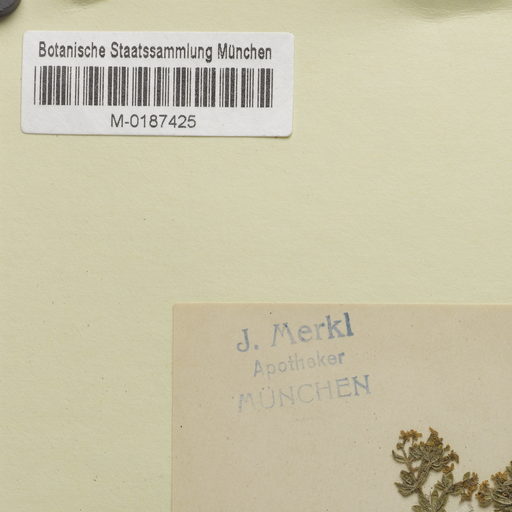 Botanische Staatssammlung München
M-0187425
J. Merkl
Apotheker
MÜNCHEN